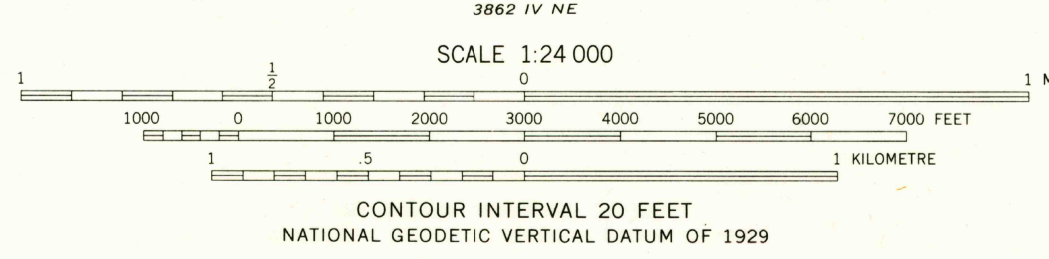 3862 IV NE
SCALE 1:24 000
1 1/2 0 1
1000 0 1000 2000 3000 4000 5000 6000 7000 FEET
1 .5 0 1 KILOMETRE
CONTOUR INTERVAL 20 FEET
NATIONAL GEODETIC VERTICAL DATUM OF 1929